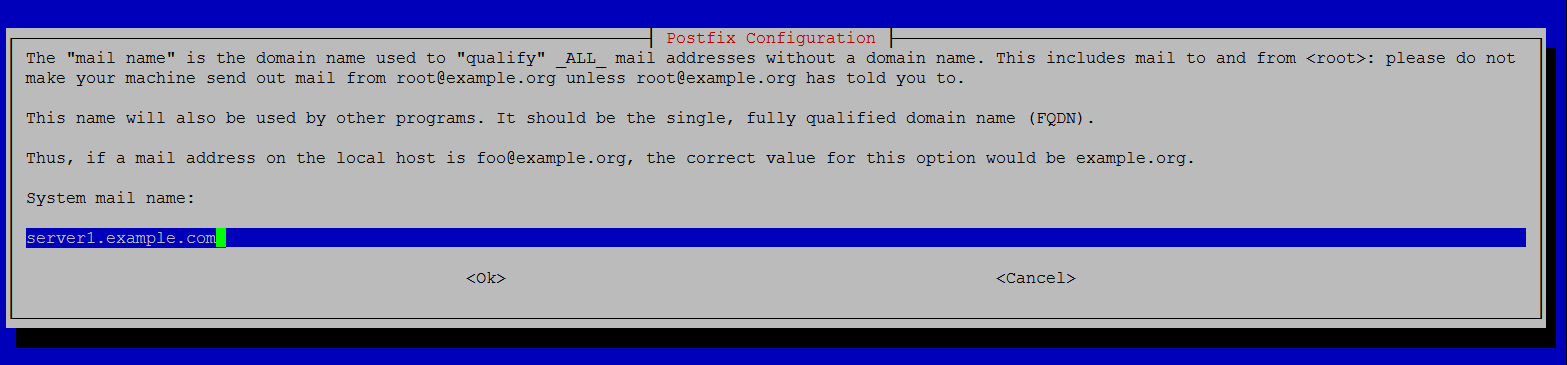 Postfix Configuration
The "mail name" is the domain name used to "qualify" _ALL_ mail addresses without a domain name. This includes mail to and from <root>: please do not
make your machine send out mail from root@example.org unless root@example.org has told you to.
This name will also be used by other programs. It should be the single, fully qualified domain name (FQDN).
Thus, if a mail address on the local host is foo@example.org, the correct value for this option would be example.org.
System mail name:
server1.example.com
<Ok> <Cancel>